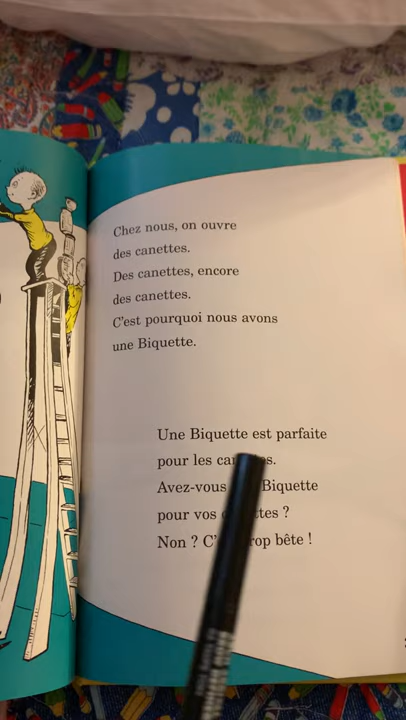 Chez nous, on ouvre
des canettes.
Des canettes, encore
des canettes.
C'est pourquoi nous avons
une Biquette.
Une Biquette est parfaite
pour les
Avez-vous Biquette
pour vos ?
Non ? bête !